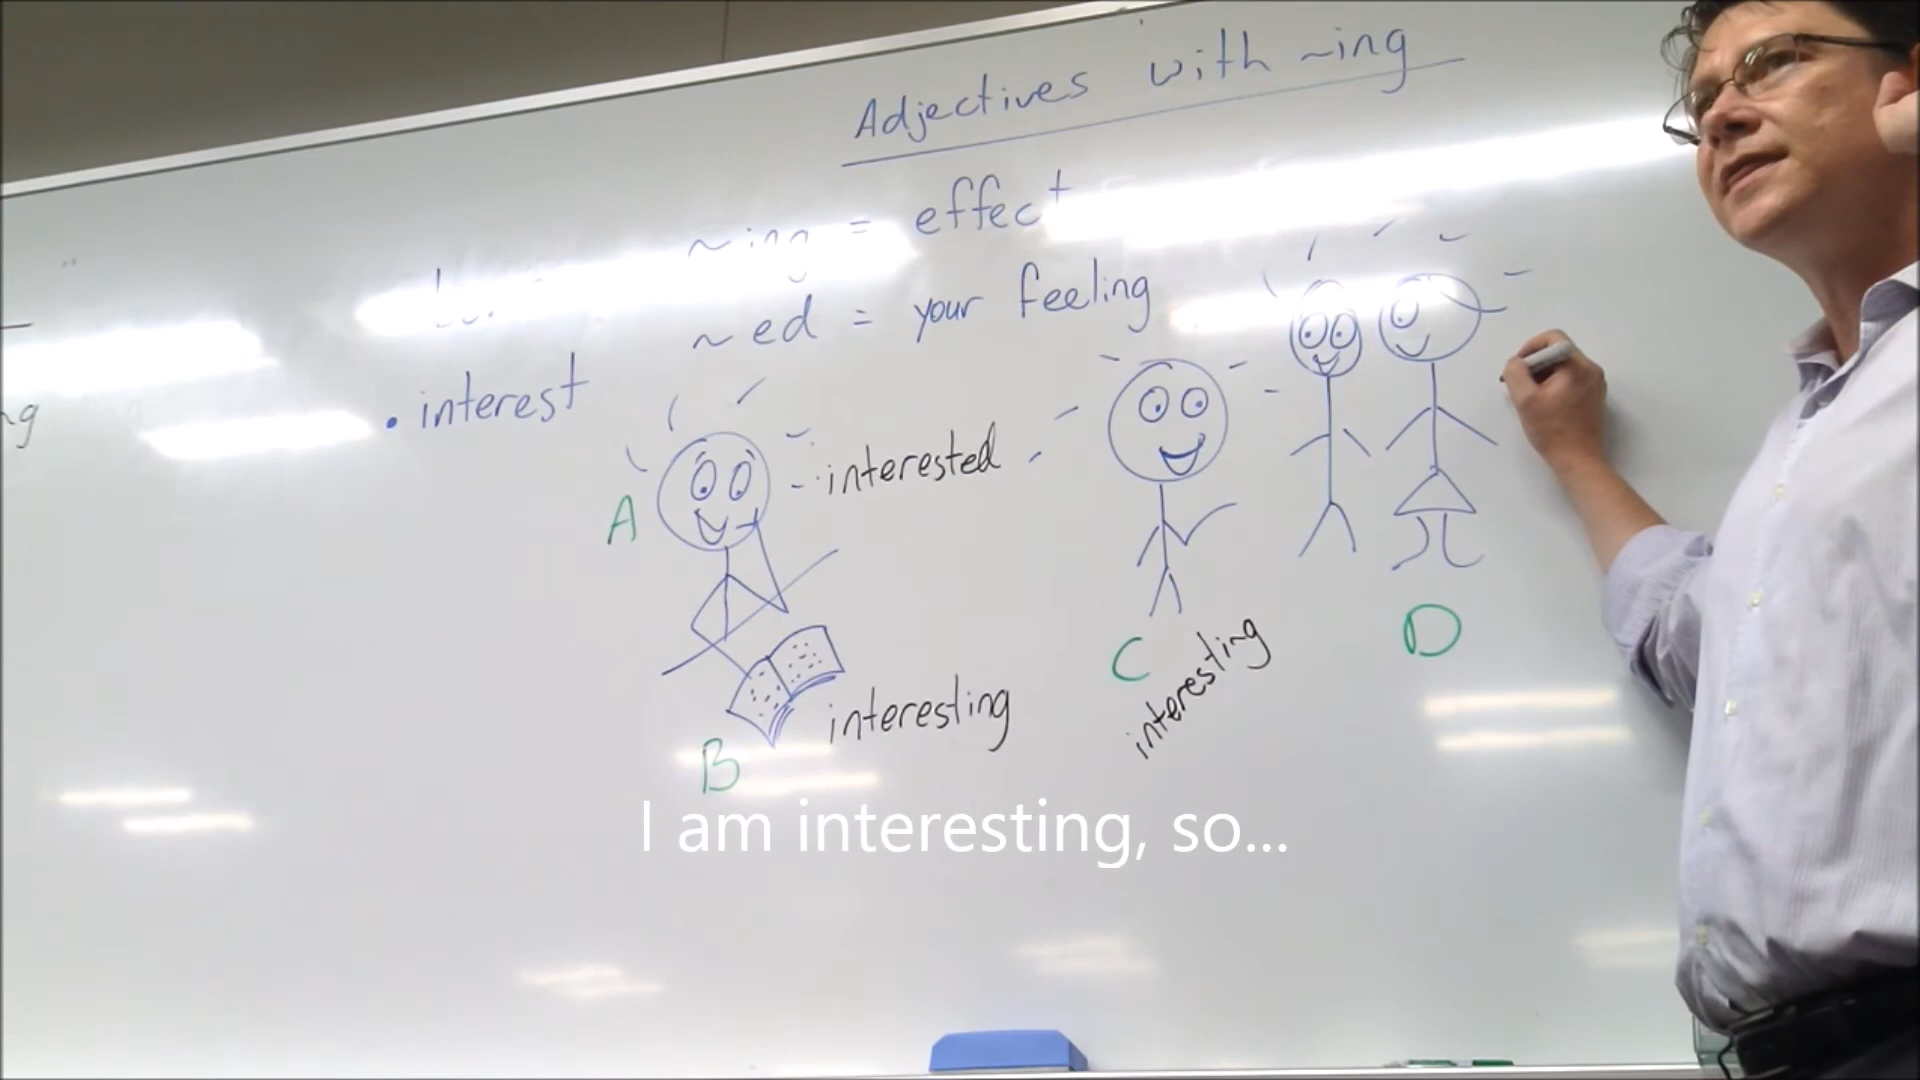 Adjectives with ~ing
~ing = effect
~ed = your feeling
• interest
interested
A
interesting
B
C
interesting
D
I am interesting, so...